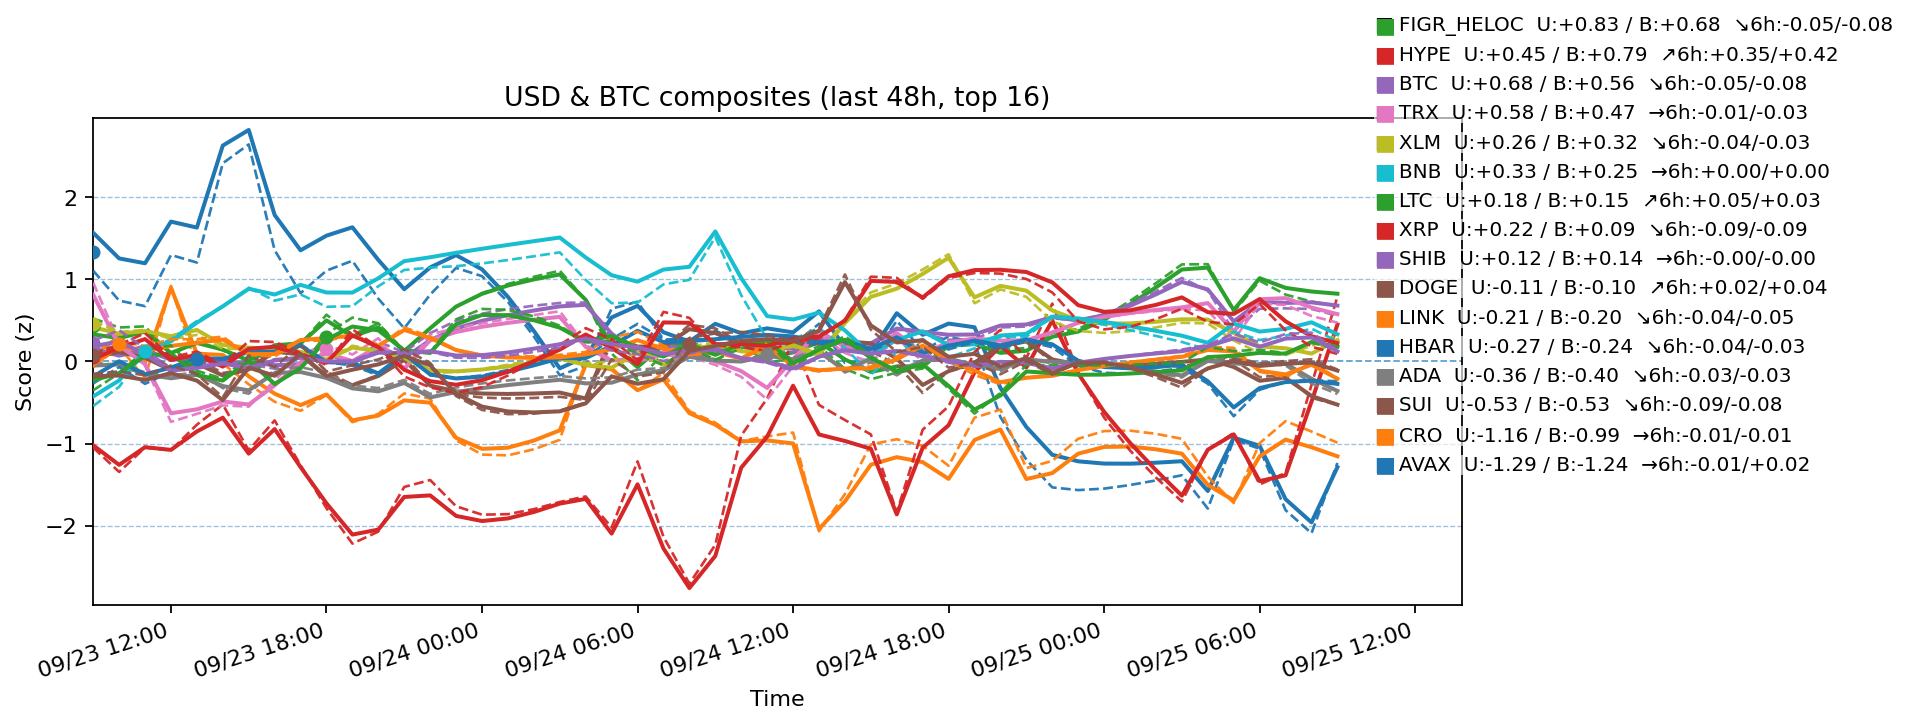 FIGR_HELOC U:+0.83 / B:+0.68 ↘6h:-0.05/-0.08
HYPE U:+0.45 / B:+0.79 ↗6h:+0.35/+0.42
BTC U:+0.68 / B:+0.56 ↘6h:-0.05/-0.08
TRX U:+0.58 / B:+0.47 →6h:-0.01/-0.03
XLM U:+0.26 / B:+0.32 ↘6h:-0.04/-0.03
BNB U:+0.33 / B:+0.25 →6h:+0.00/+0.00
LTC U:+0.18 / B:+0.15 ↗6h:+0.05/+0.03
XRP U:+0.22 / B:+0.09 ↘6h:-0.09/-0.09
SHIB U:+0.12 / B:+0.14 →6h:-0.00/-0.00
DOGE U:-0.11 / B:-0.10 ↗6h:+0.02/+0.04
LINK U:-0.21 / B:-0.20 ↘6h:-0.04/-0.05
HBAR U:-0.27 / B:-0.24 ↘6h:-0.04/-0.03
ADA U:-0.36 / B:-0.40 ↘6h:-0.03/-0.03
SUI U:-0.53 / B:-0.53 ↘6h:-0.09/-0.08
CRO U:-1.16 / B:-0.99 →6h:-0.01/-0.01
AVAX U:-1.29 / B:-1.24 →6h:-0.01/+0.02
USD & BTC composites (last 48h, top 16)
Score (z)
2
1
0
−1
−2
09/23 12:00
09/23 18:00
09/24 00:00
09/24 06:00
09/24 12:00
09/24 18:00
09/25 00:00
09/25 06:00
09/25 12:00
Time